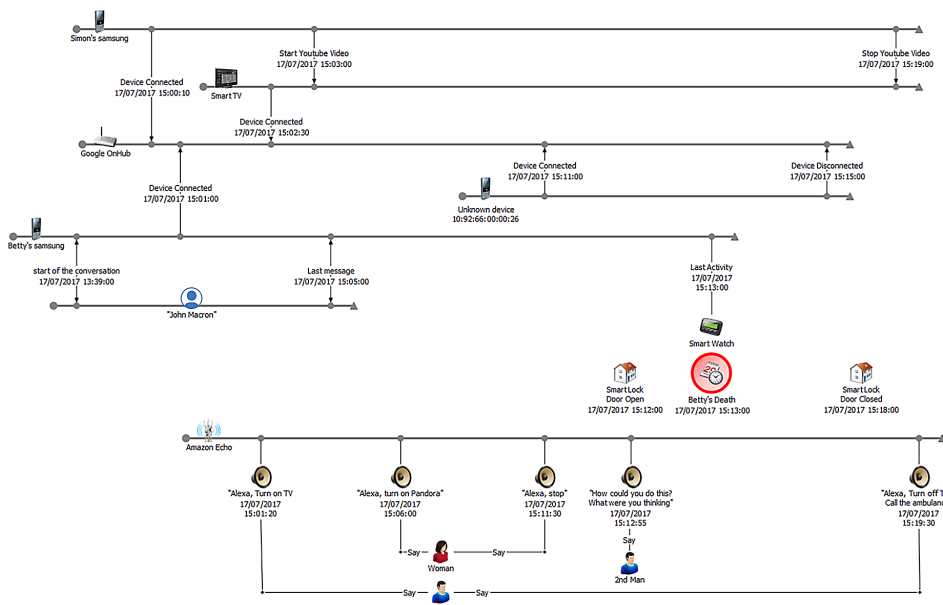 Simon's samsung
Start Youtube Video
17/07/2017 15:03:00
Stop Youtube Video
17/07/2017 15:19:00
Device Connected
17/07/2017 15:00:10
Smart TV
Device Connected
17/07/2017 15:02:30
Google OnHub
Device Connected
17/07/2017 15:11:00
Device Disconnected
17/07/2017 15:15:00
Device Connected
17/07/2017 15:01:00
Unknown device
10:92:66:00:00:26
Betty's samsung
start of the conversation
17/07/2017 13:39:00
Last message
17/07/2017 15:05:00
Last Activity
17/07/2017
15:13:00
"John Macron"
Smart Watch
SmartLock
Door Open
17/07/2017 15:12:00
Betty's Death
17/07/2017 15:13:00
SmartLock
Door Closed
17/07/2017 15:18:00
Amazon Echo
"Alexa, Turn on TV
17/07/2017
15:01:20
"Alexa, turn on Pandora"
17/07/2017
15:06:00
"Alexa, stop"
17/07/2017
15:11:30
"How could you do this?
What were you thinking"
17/07/2017
15:12:55
"Alexa, Turn off T
Call the ambulan
17/07/2017
15:19:30
Say
Say
Woman
Say
2nd Man
Say
Say